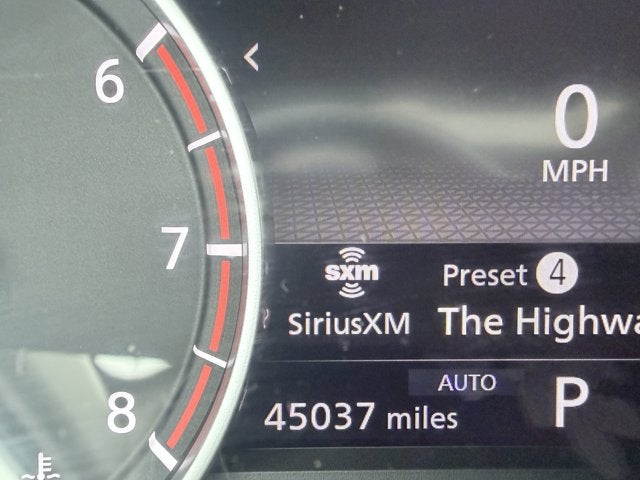 6
7
8
0
MPH
sxm
Preset 4
SiriusXM The Highwa
AUTO
45037 miles
P